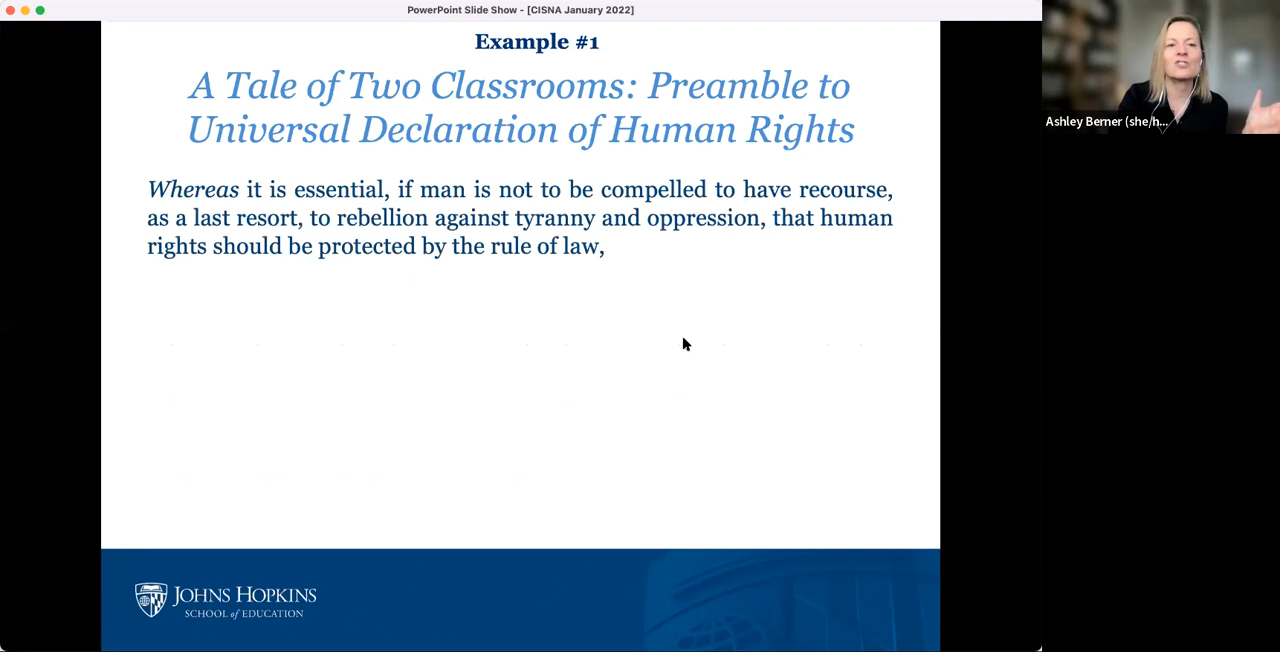 PowerPoint Slide Show - [CISNA January 2022]
Example #1
A Tale of Two Classrooms: Preamble to
Universal Declaration of Human Rights
Whereas it is essential, if man is not to be compelled to have recourse,
as a last resort, to rebellion against tyranny and oppression, that human
rights should be protected by the rule of law,
JOHNS HOPKINS
SCHOOL of EDUCATION
Ashley Berner (she/h...